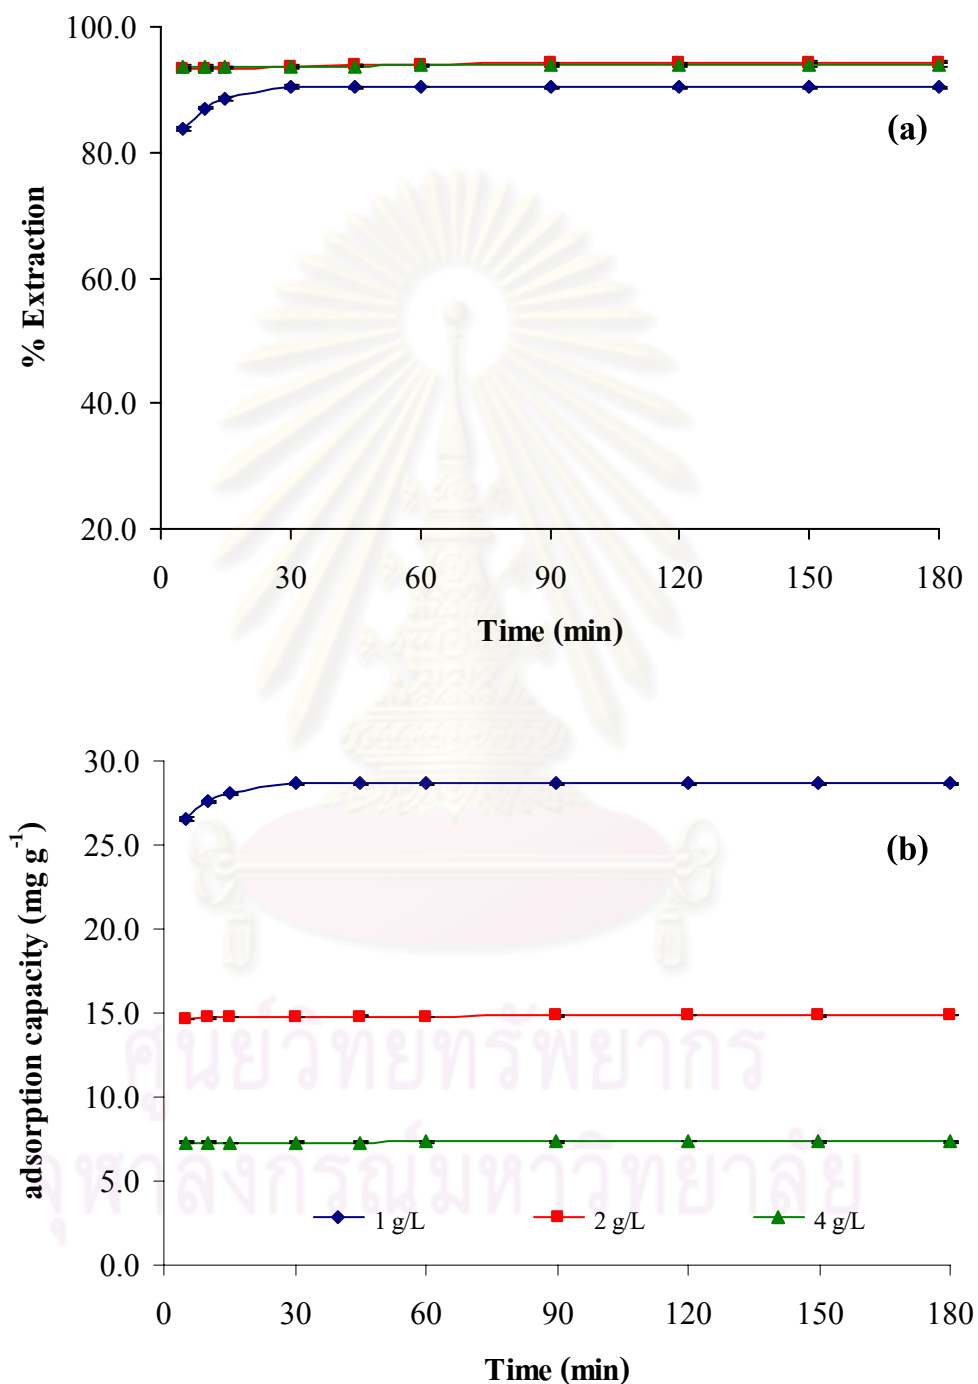 100.0
80.0
60.0
40.0
20.0
% Extraction
(a)
0 30 60 90 120 150 180
Time (min)
30.0
25.0
20.0
15.0
10.0
5.0
0.0
adsorption capacity (mg g⁻¹)
(b)
ศูนย์วิทยทรัพยากร
จุฬาลงกรณ์มหาวิทยาลัย
1 g/L 2 g/L 4 g/L
0 30 60 90 120 150 180
Time (min)